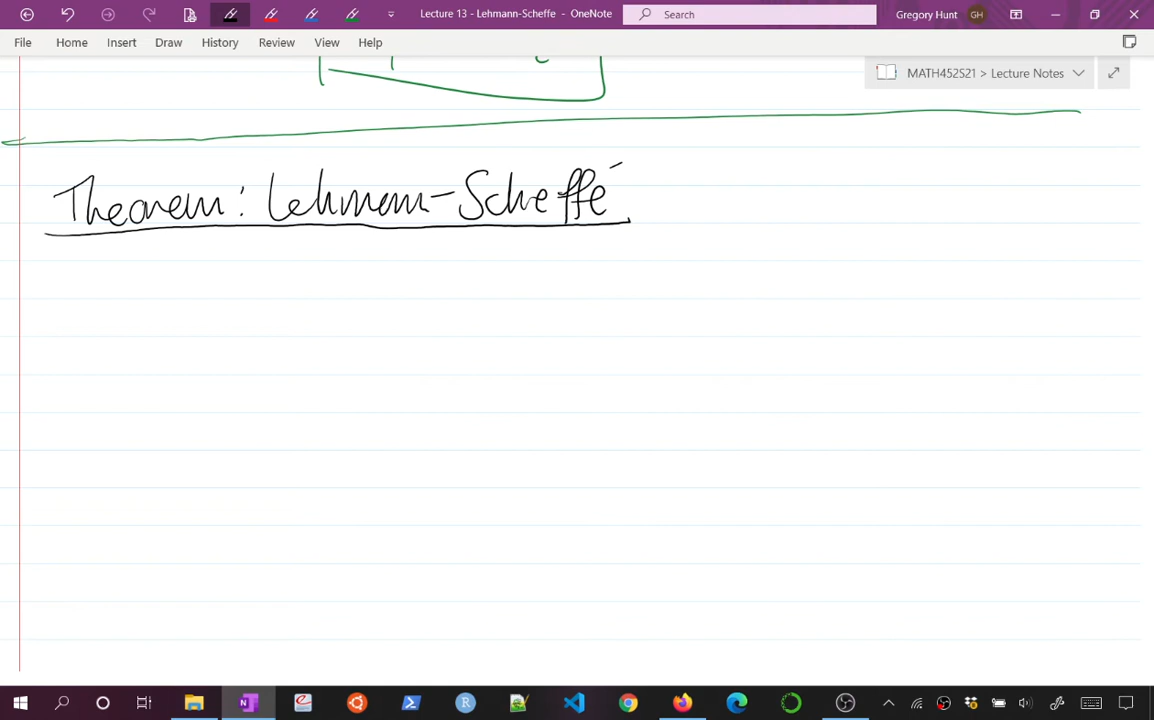 Lecture 13 - Lehmann-Scheffe - OneNote
Search
Gregory Hunt
GH
File Home Insert Draw History Review View Help
MATH452S21 > Lecture Notes
Theorem: Lehmann-Scheffé